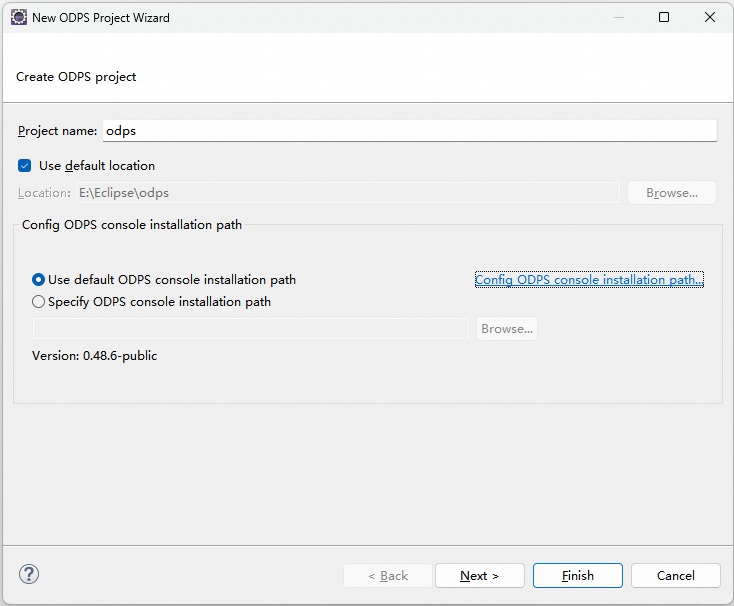 New ODPS Project Wizard
Create ODPS project
Project name: odps
Use default location
Location: E:\Eclipse\odps Browse...
Config ODPS console installation path
Use default ODPS console installation path Config ODPS console installation path...
Specify ODPS console installation path
Browse...
Version: 0.48.6-public
? < Back Next > Finish Cancel